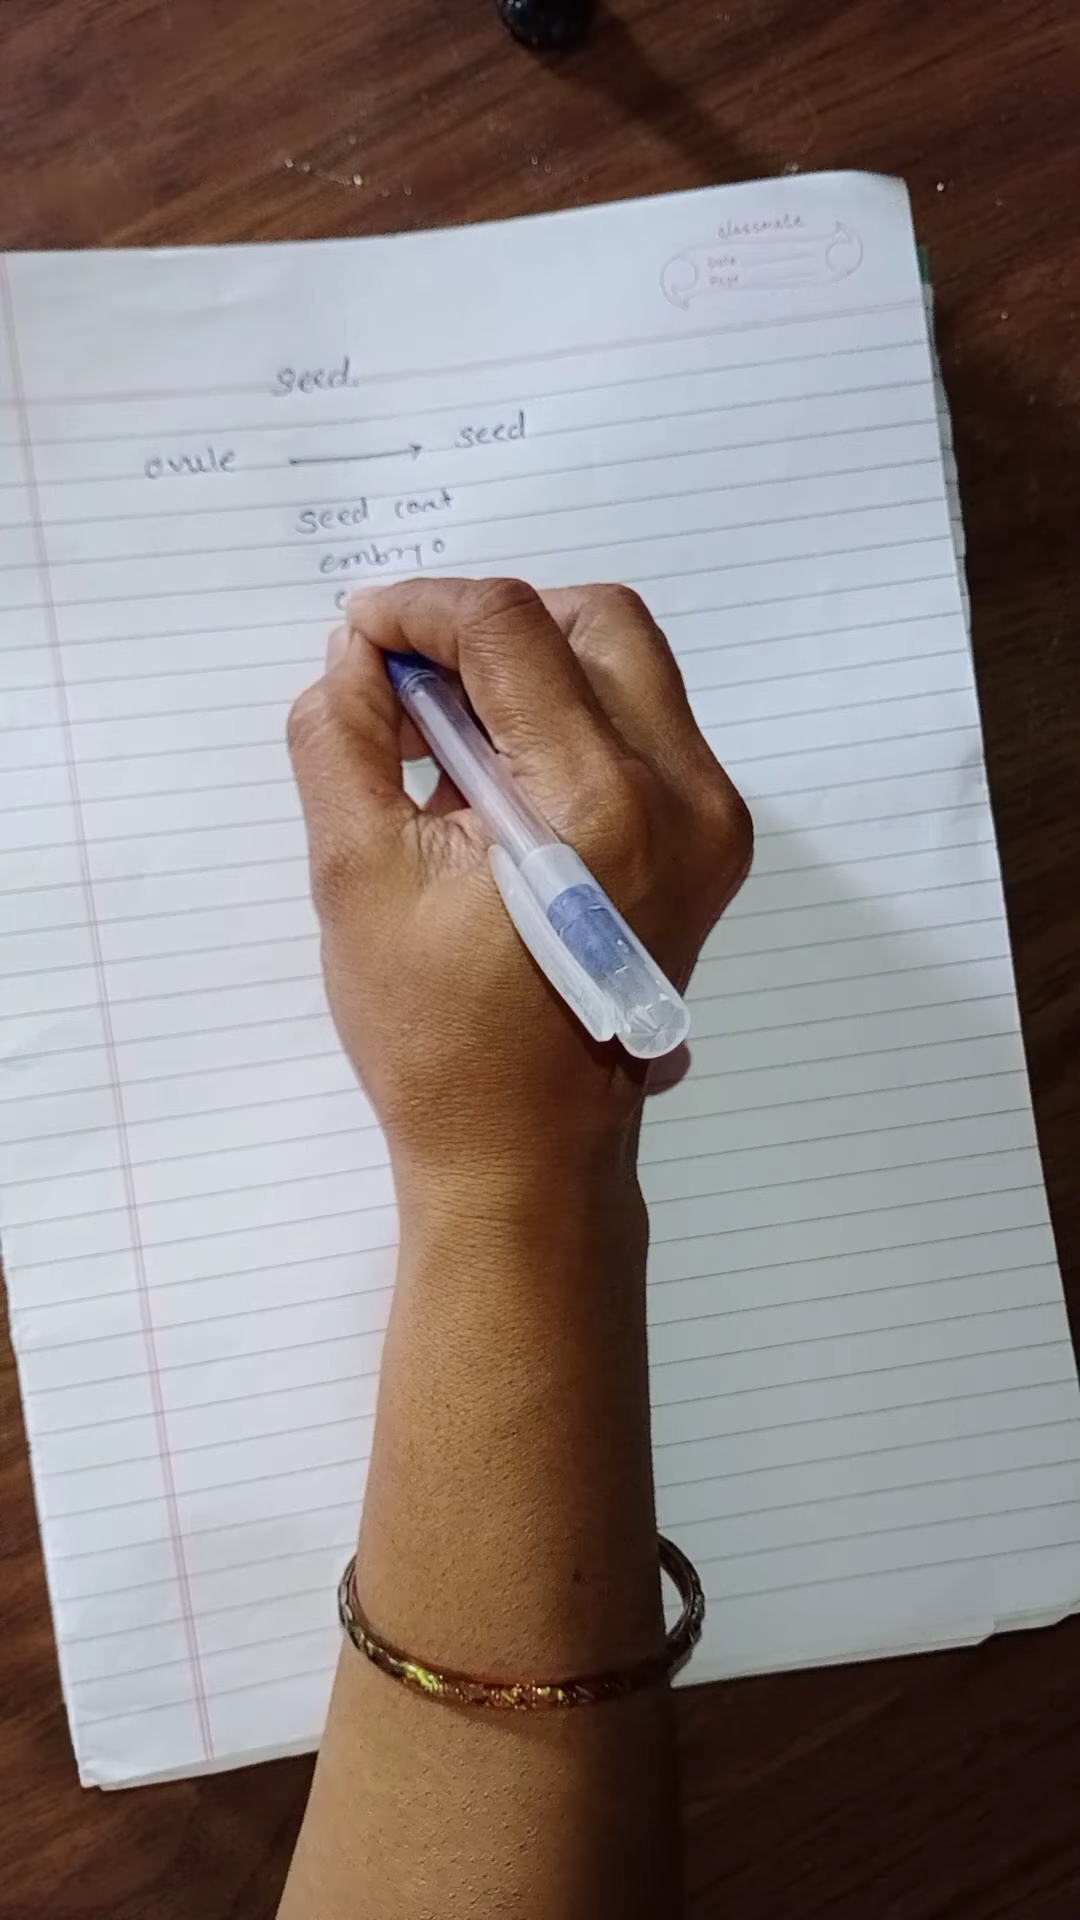 classmate
Date
Page
Seed.
ovule → seed
seed coat
embryo